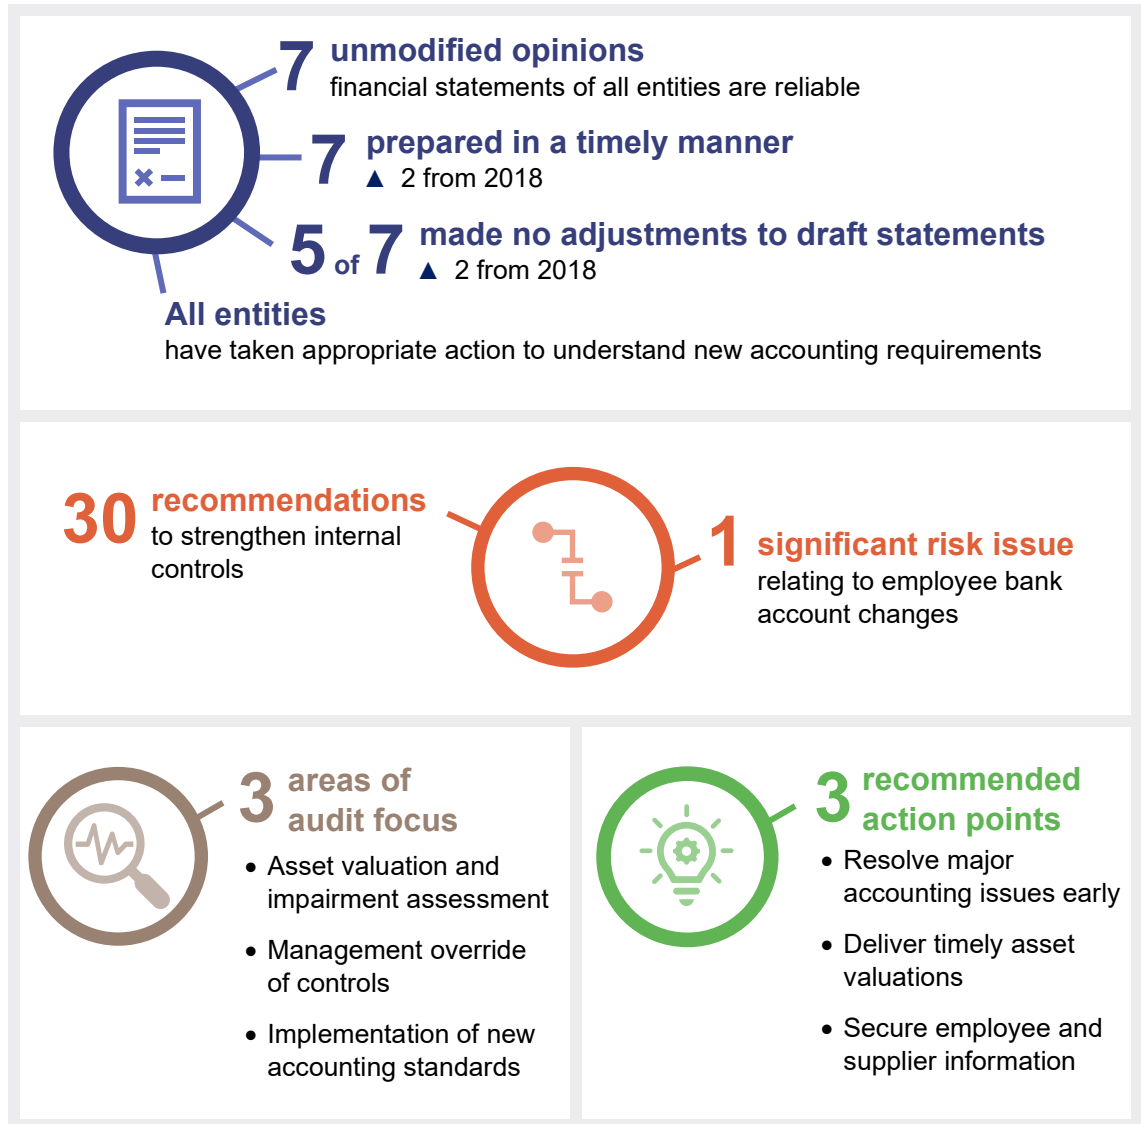 7 unmodified opinions
financial statements of all entities are reliable
7 prepared in a timely manner
▲ 2 from 2018
5 of 7 made no adjustments to draft statements
▲ 2 from 2018
All entities
have taken appropriate action to understand new accounting requirements
30 recommendations
to strengthen internal
controls
1 significant risk issue
relating to employee bank
account changes
3 areas of
audit focus
• Asset valuation and
impairment assessment
• Management override
of controls
• Implementation of new
accounting standards
3 recommended
action points
• Resolve major
accounting issues early
• Deliver timely asset
valuations
• Secure employee and
supplier information